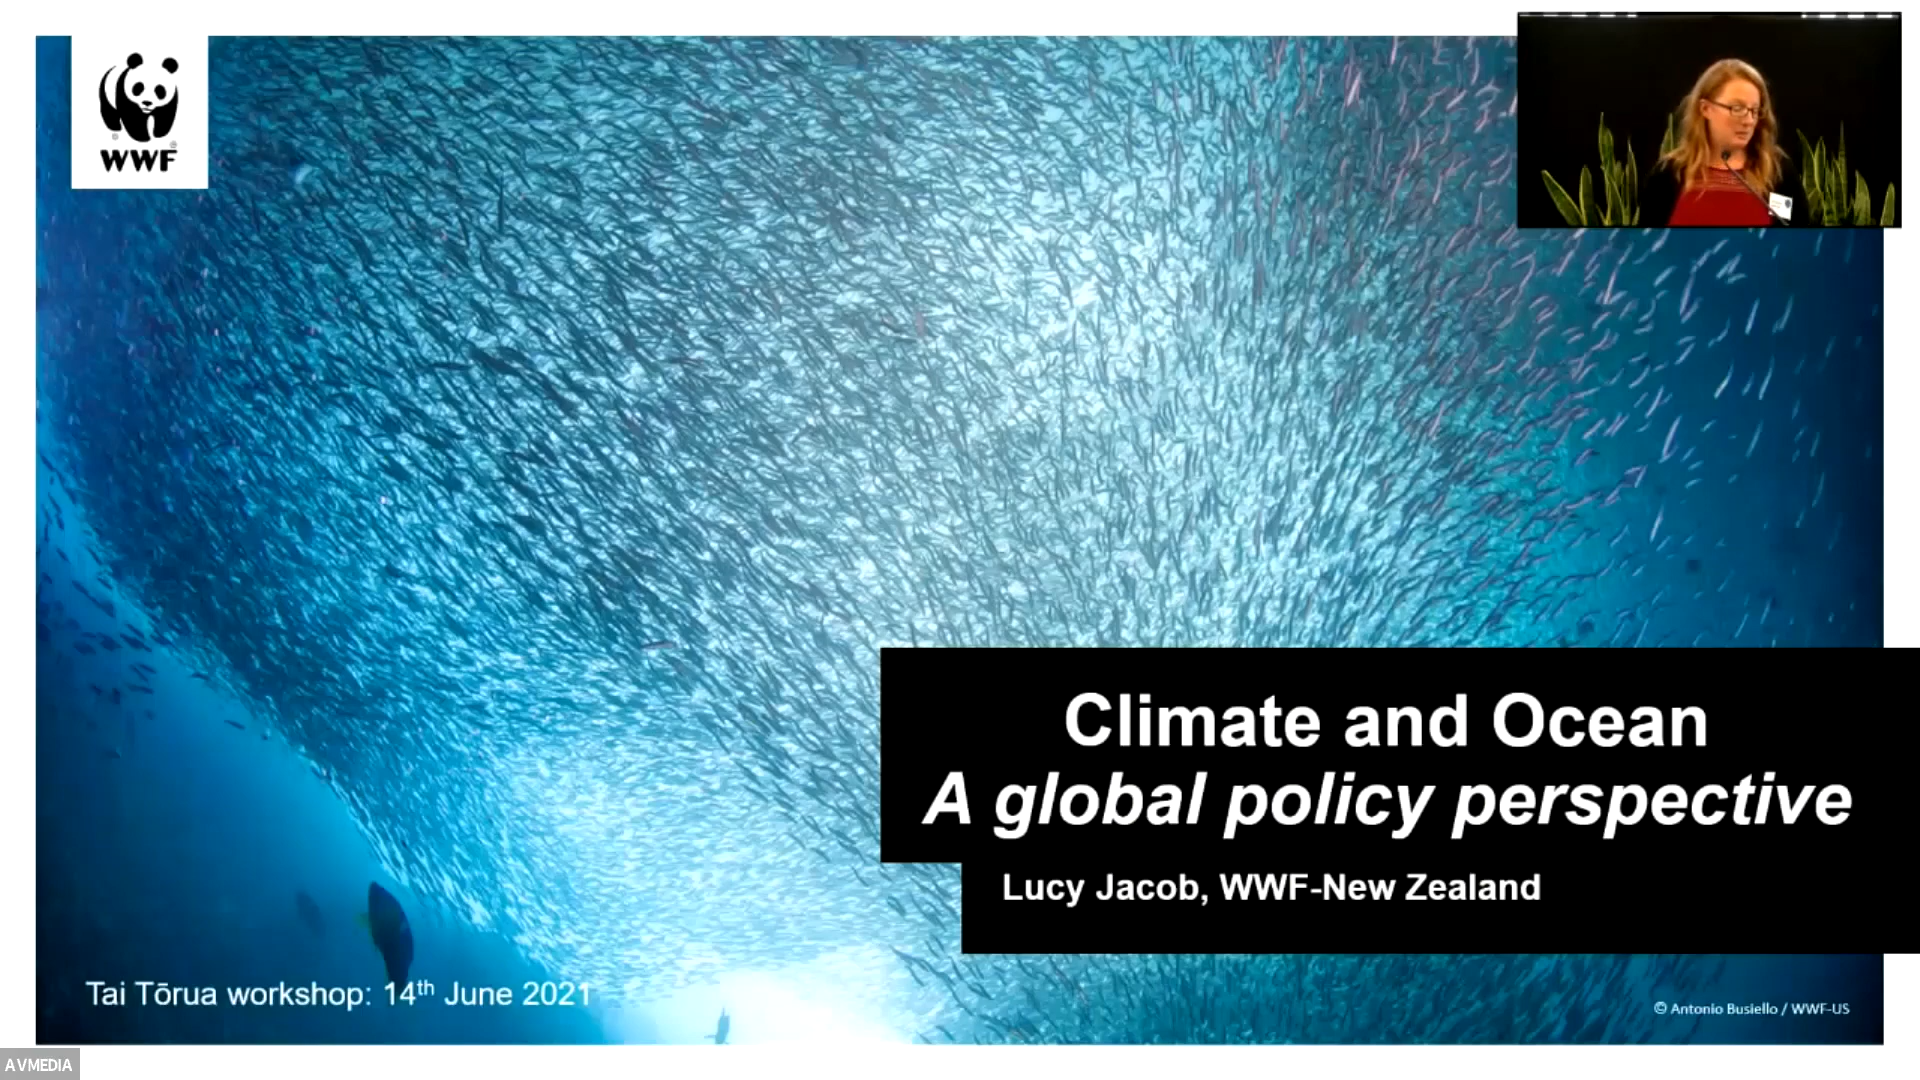 WWF
Climate and Ocean
A global policy perspective
Lucy Jacob, WWF-New Zealand
Tai Tōrua workshop: 14th June 2021
© Antonio Busiello / WWF-US
AVMEDIA